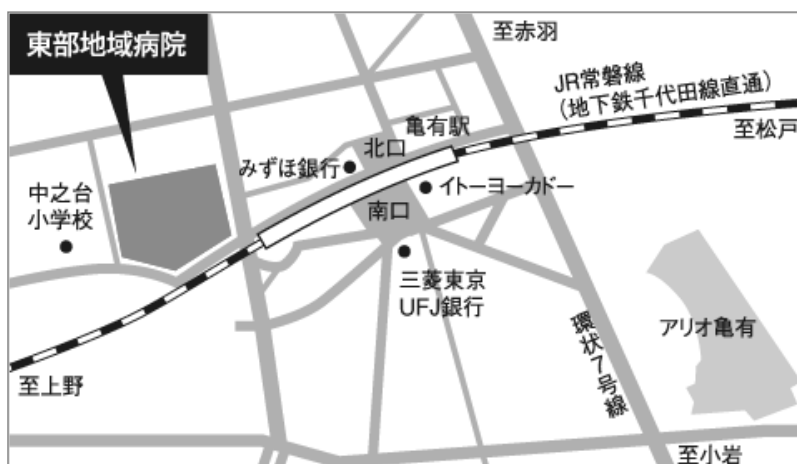 東部地域病院
至赤羽
JR常磐線
（地下鉄千代田線直通）
至松戸
亀有駅
北口
みずほ銀行
イトーヨーカドー
南口
中之台
小学校
三菱東京
UFJ銀行
環状7号線
アリオ亀有
至上野
至小岩